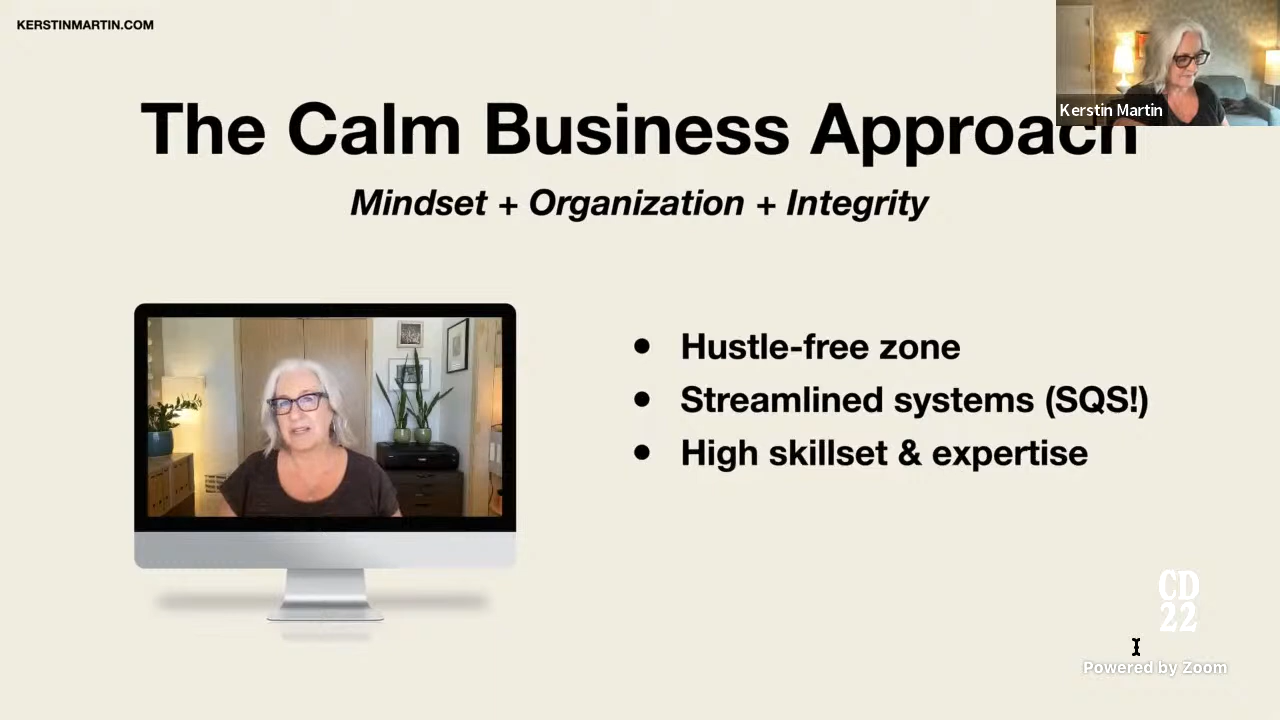 KERSTINMARTIN.COM
Kerstin Martin
The Calm Business Approach
Mindset + Organization + Integrity
• Hustle-free zone
• Streamlined systems (SQS!)
• High skillset & expertise
CD
22
Powered by Zoom